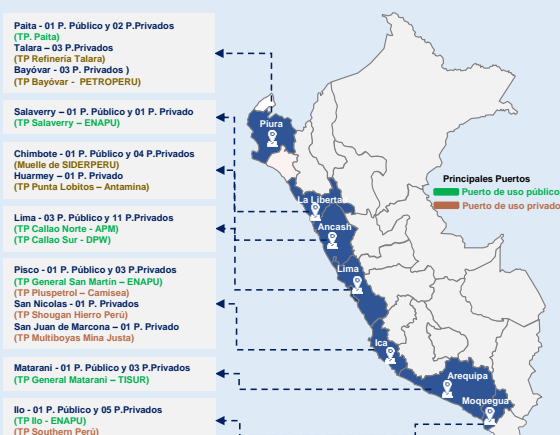 Paita - 01 P. Público y 02 P.Privados
(TP. Paita)
Talara – 03 P.Privados
(TP Refinería Talara)
Bayóvar - 03 P. Privados )
(TP Bayóvar - PETROPERU)
Salaverry – 01 P. Público y 01 P. Privado
(TP Salaverry – ENAPU)
Chimbote - 01 P. Público y 04 P.Privados
(Muelle de SIDERPERU)
Huarmey – 01 P. Privado
(TP Punta Lobitos – Antamina)
Lima - 03 P. Público y 11 P.Privados
(TP Callao Norte - APM)
(TP Callao Sur - DPW)
Pisco - 01 P. Público y 03 P.Privados
(TP General San Martín – ENAPU)
(TP Pluspetrol – Camisea)
San Nicolas - 01 P. Privados
(TP Shougan Hierro Perú)
San Juan de Marcona – 01 P. Privado
(TP Multiboyas Mina Justa)
Matarani - 01 P. Público y 03 P.Privados
(TP General Matarani – TISUR)
Ilo - 01 P. Público y 05 P.Privados
(TP Ilo - ENAPU)
(TP Southern Perú)
Piura
La Libertad
Ancash
Lima
Ica
Arequipa
Moquegua
Principales Puertos
Puerto de uso público
Puerto de uso privado